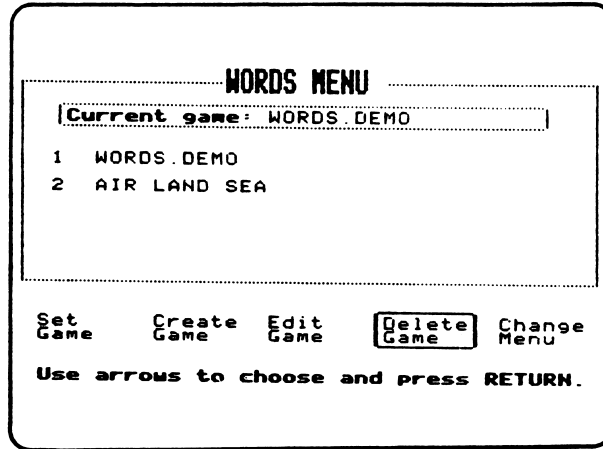 WORDS MENU
Current game: WORDS.DEMO
1 WORDS.DEMO
2 AIR LAND SEA
Set Game Create Game Edit Game Delete Game Change Menu
Use arrows to choose and press RETURN.